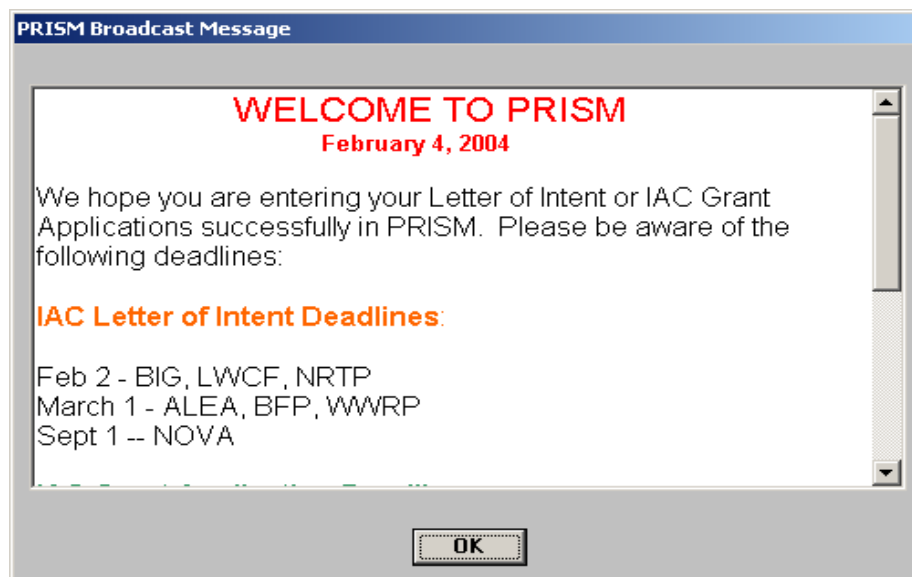 PRISM Broadcast Message
WELCOME TO PRISM
February 4, 2004
We hope you are entering your Letter of Intent or IAC Grant
Applications successfully in PRISM.  Please be aware of the
following deadlines:
IAC Letter of Intent Deadlines:
Feb 2 - BIG, LWCF, NRTP
March 1 - ALEA, BFP, WWRP
Sept 1 -- NOVA
OK